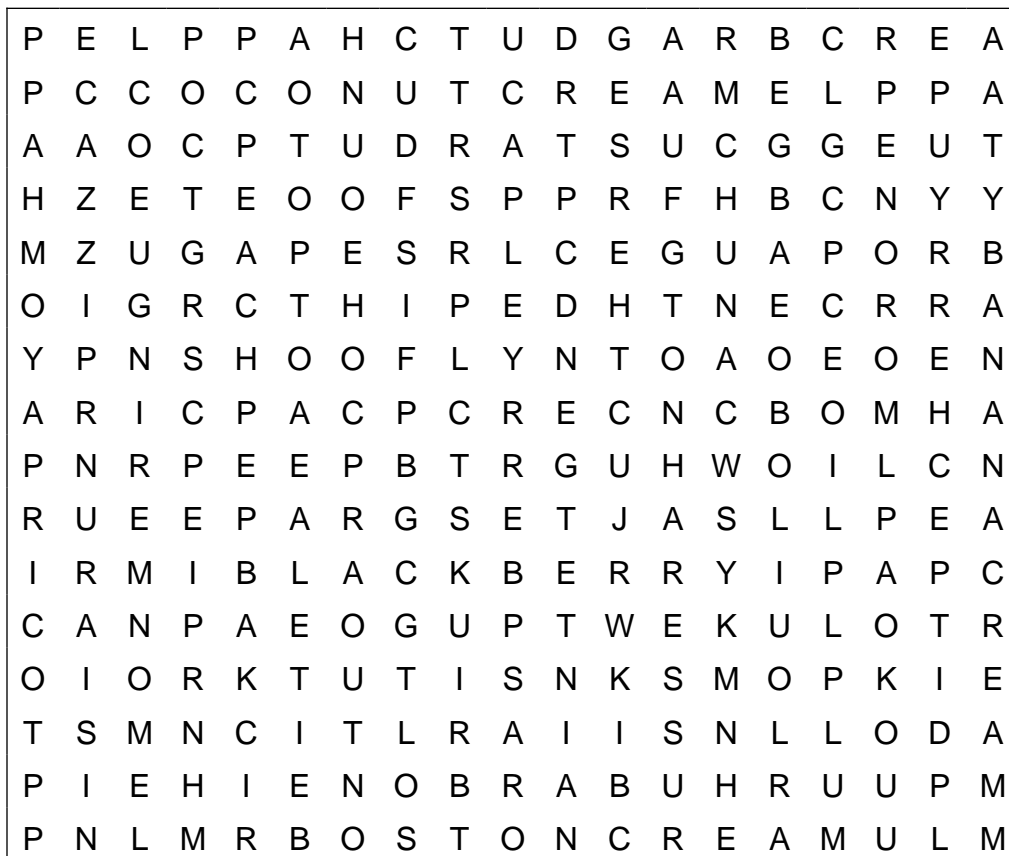 P E L P P A H C T U D G A R B C R E A
P C C O C O N U T C R E A M E L P P A
A A O C P T U D R A T S U C G G E U T
H Z E T E O O F S P P R F H B C N Y Y
M Z U G A P E S R L C E G U A P O R B
O I G R C T H I P E D H T N E C R R A
Y P N S H O O F L Y N T O A O E O E N
A R I C P A C P C R E C N C B O M H A
P N R P E E P B T R G U H W O I L C N
R U E E P A R G S E T J A S L L P E A
I R M I B L A C K B E R R Y I P A P C
C A N P A E O G U P T W E K U L O T R
O I O R K T U T I S N K S M O P K I E
T S M N C I T L R A I I S N L L O D A
P I E H I E N O B R A B U H R U U P M
P N L M R B O S T O N C R E A M U L M